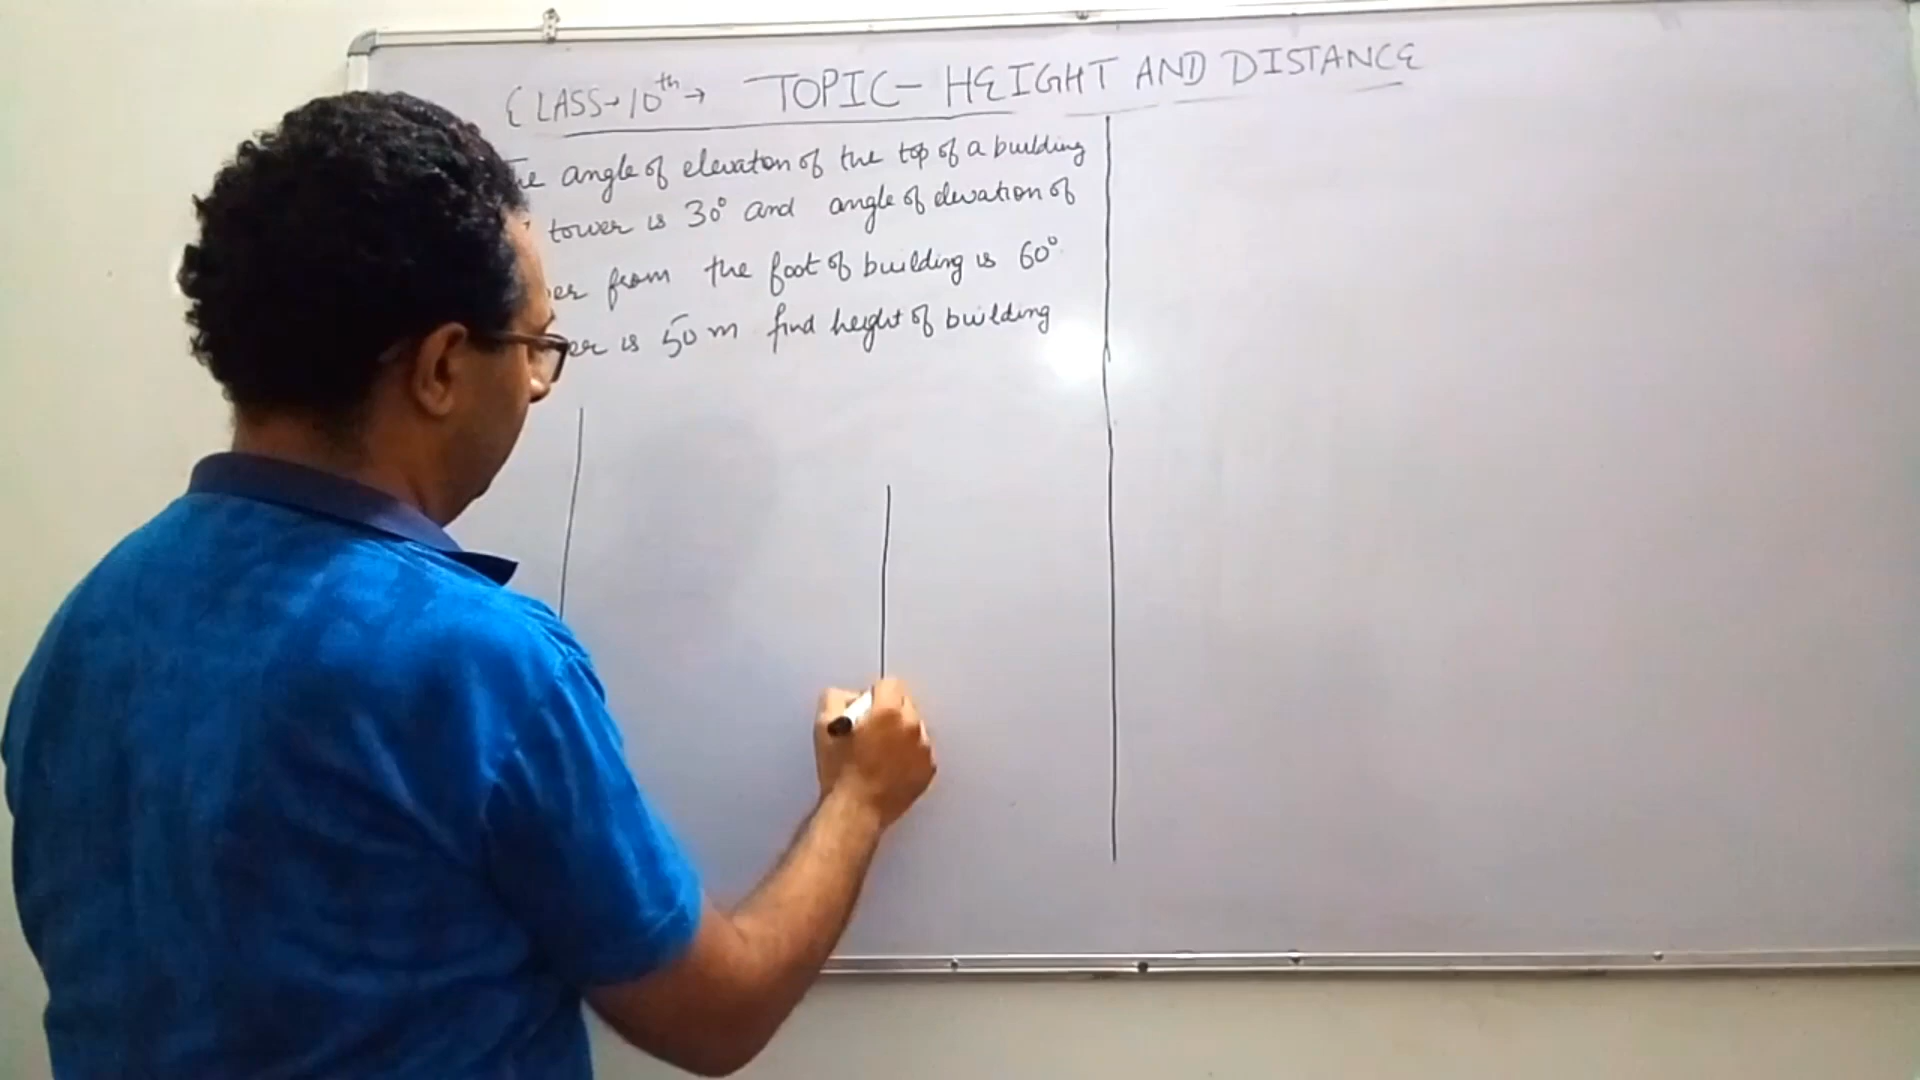 CLASS→10th→ TOPIC- HEIGHT AND DISTANCE
angle of elevaton of the top of a building
tower is 30° and angle of elevation of
from the foot of building is 60°
is 50 m find height of building